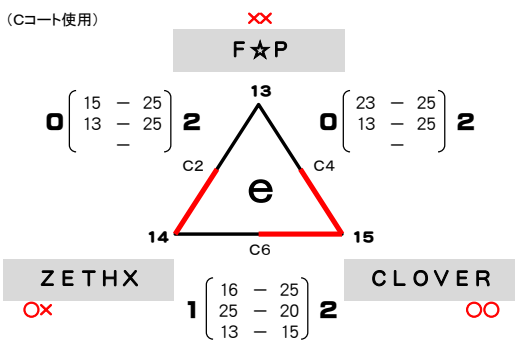 （Cコート使用）
××
F☆P
13
0 15 － 25 2
13 － 25
－
0 23 － 25 2
13 － 25
－
C2
C4
e
14
15
C6
ZETHX
CLOVER
○×
○○
1 16 － 25 2
25 － 20
13 － 15